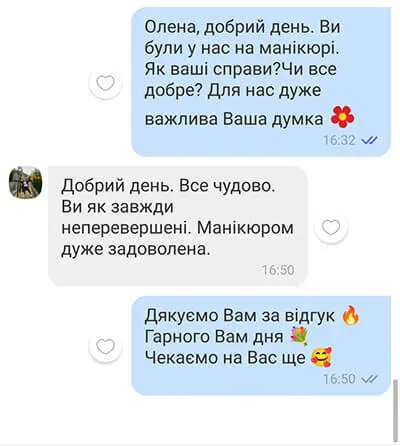 Олена, добрий день. Ви
були у нас на манікюрі.
Як ваші справи?Чи все
добре? Для нас дуже
важлива Ваша думка 🌺
16:32
Добрий день. Все чудово.
Ви як завжди
неперевершені. Манікюром
дуже задоволена.
16:50
Дякуємо Вам за відгук 🔥
Гарного Вам дня 💐
Чекаємо на Вас ще 🥰
16:50